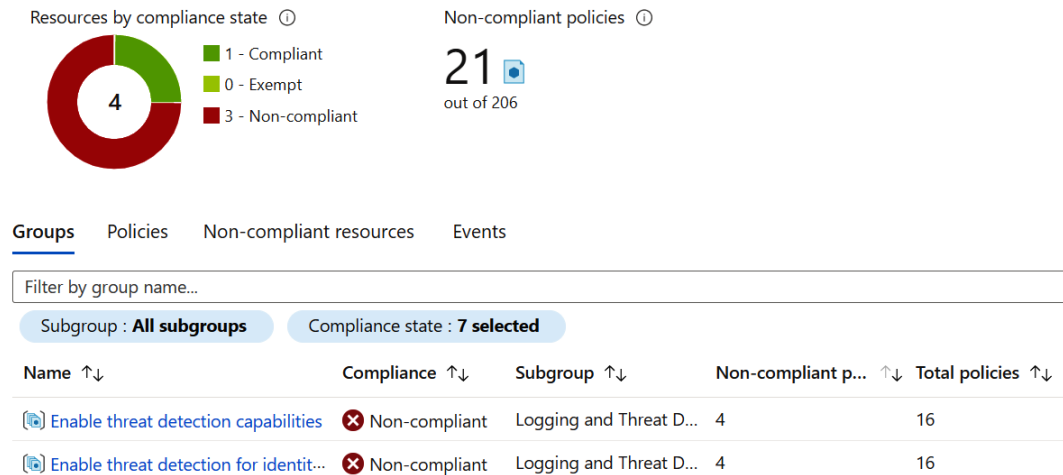 Resources by compliance state
Non-compliant policies
4
1 - Compliant
0 - Exempt
3 - Non-compliant
21
out of 206
Groups Policies Non-compliant resources Events
Filter by group name...
Subgroup : All subgroups Compliance state : 7 selected
Name ↑↓ Compliance ↑↓ Subgroup ↑↓ Non-compliant p... ↑↓ Total policies ↑↓
Enable threat detection capabilities Non-compliant Logging and Threat D... 4 16
Enable threat detection for identit... Non-compliant Logging and Threat D... 4 16